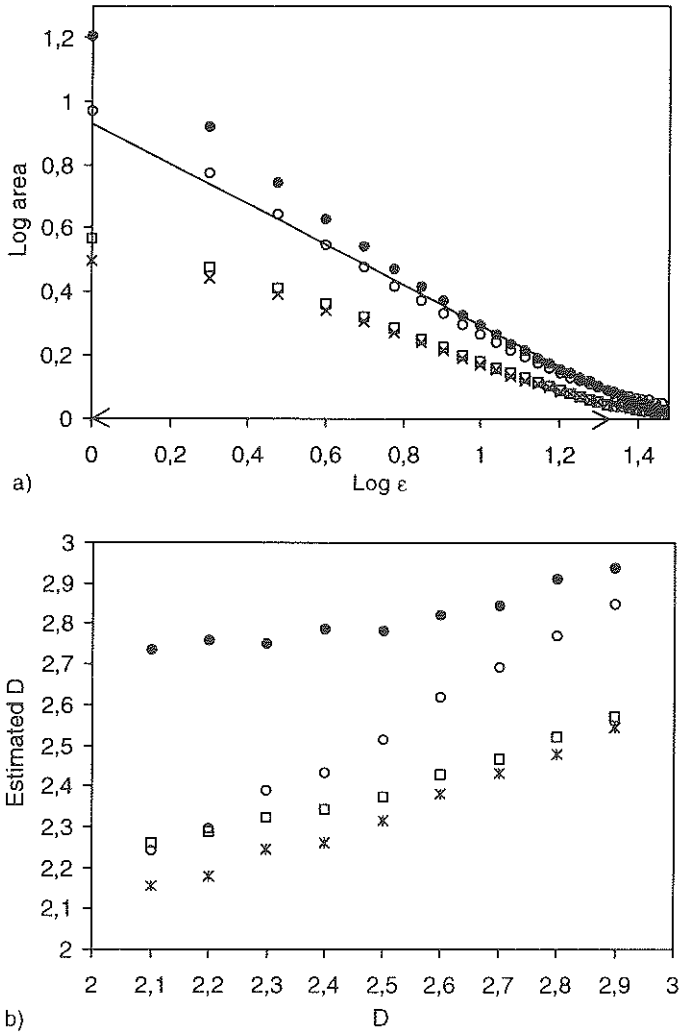 1,2
1
0,8
0,6
0,4
0,2
0
Log area
0 0,2 0,4 0,6 0,8 1 1,2 1,4
a)
Log ε
3
2,9
2,8
2,7
2,6
2,5
2,4
2,3
2,2
2,1
2
Estimated D
2 2,1 2,2 2,3 2,4 2,5 2,6 2,7 2,8 2,9 3
b)
D